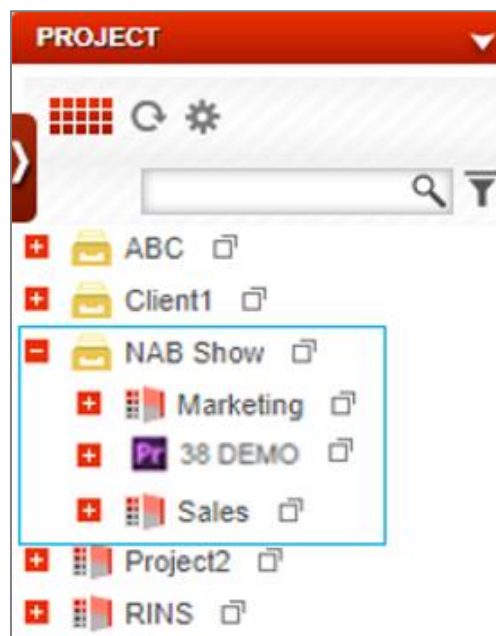 PROJECT
ABC
Client1
NAB Show
Marketing
Pr 38 DEMO
Sales
Project2
RINS